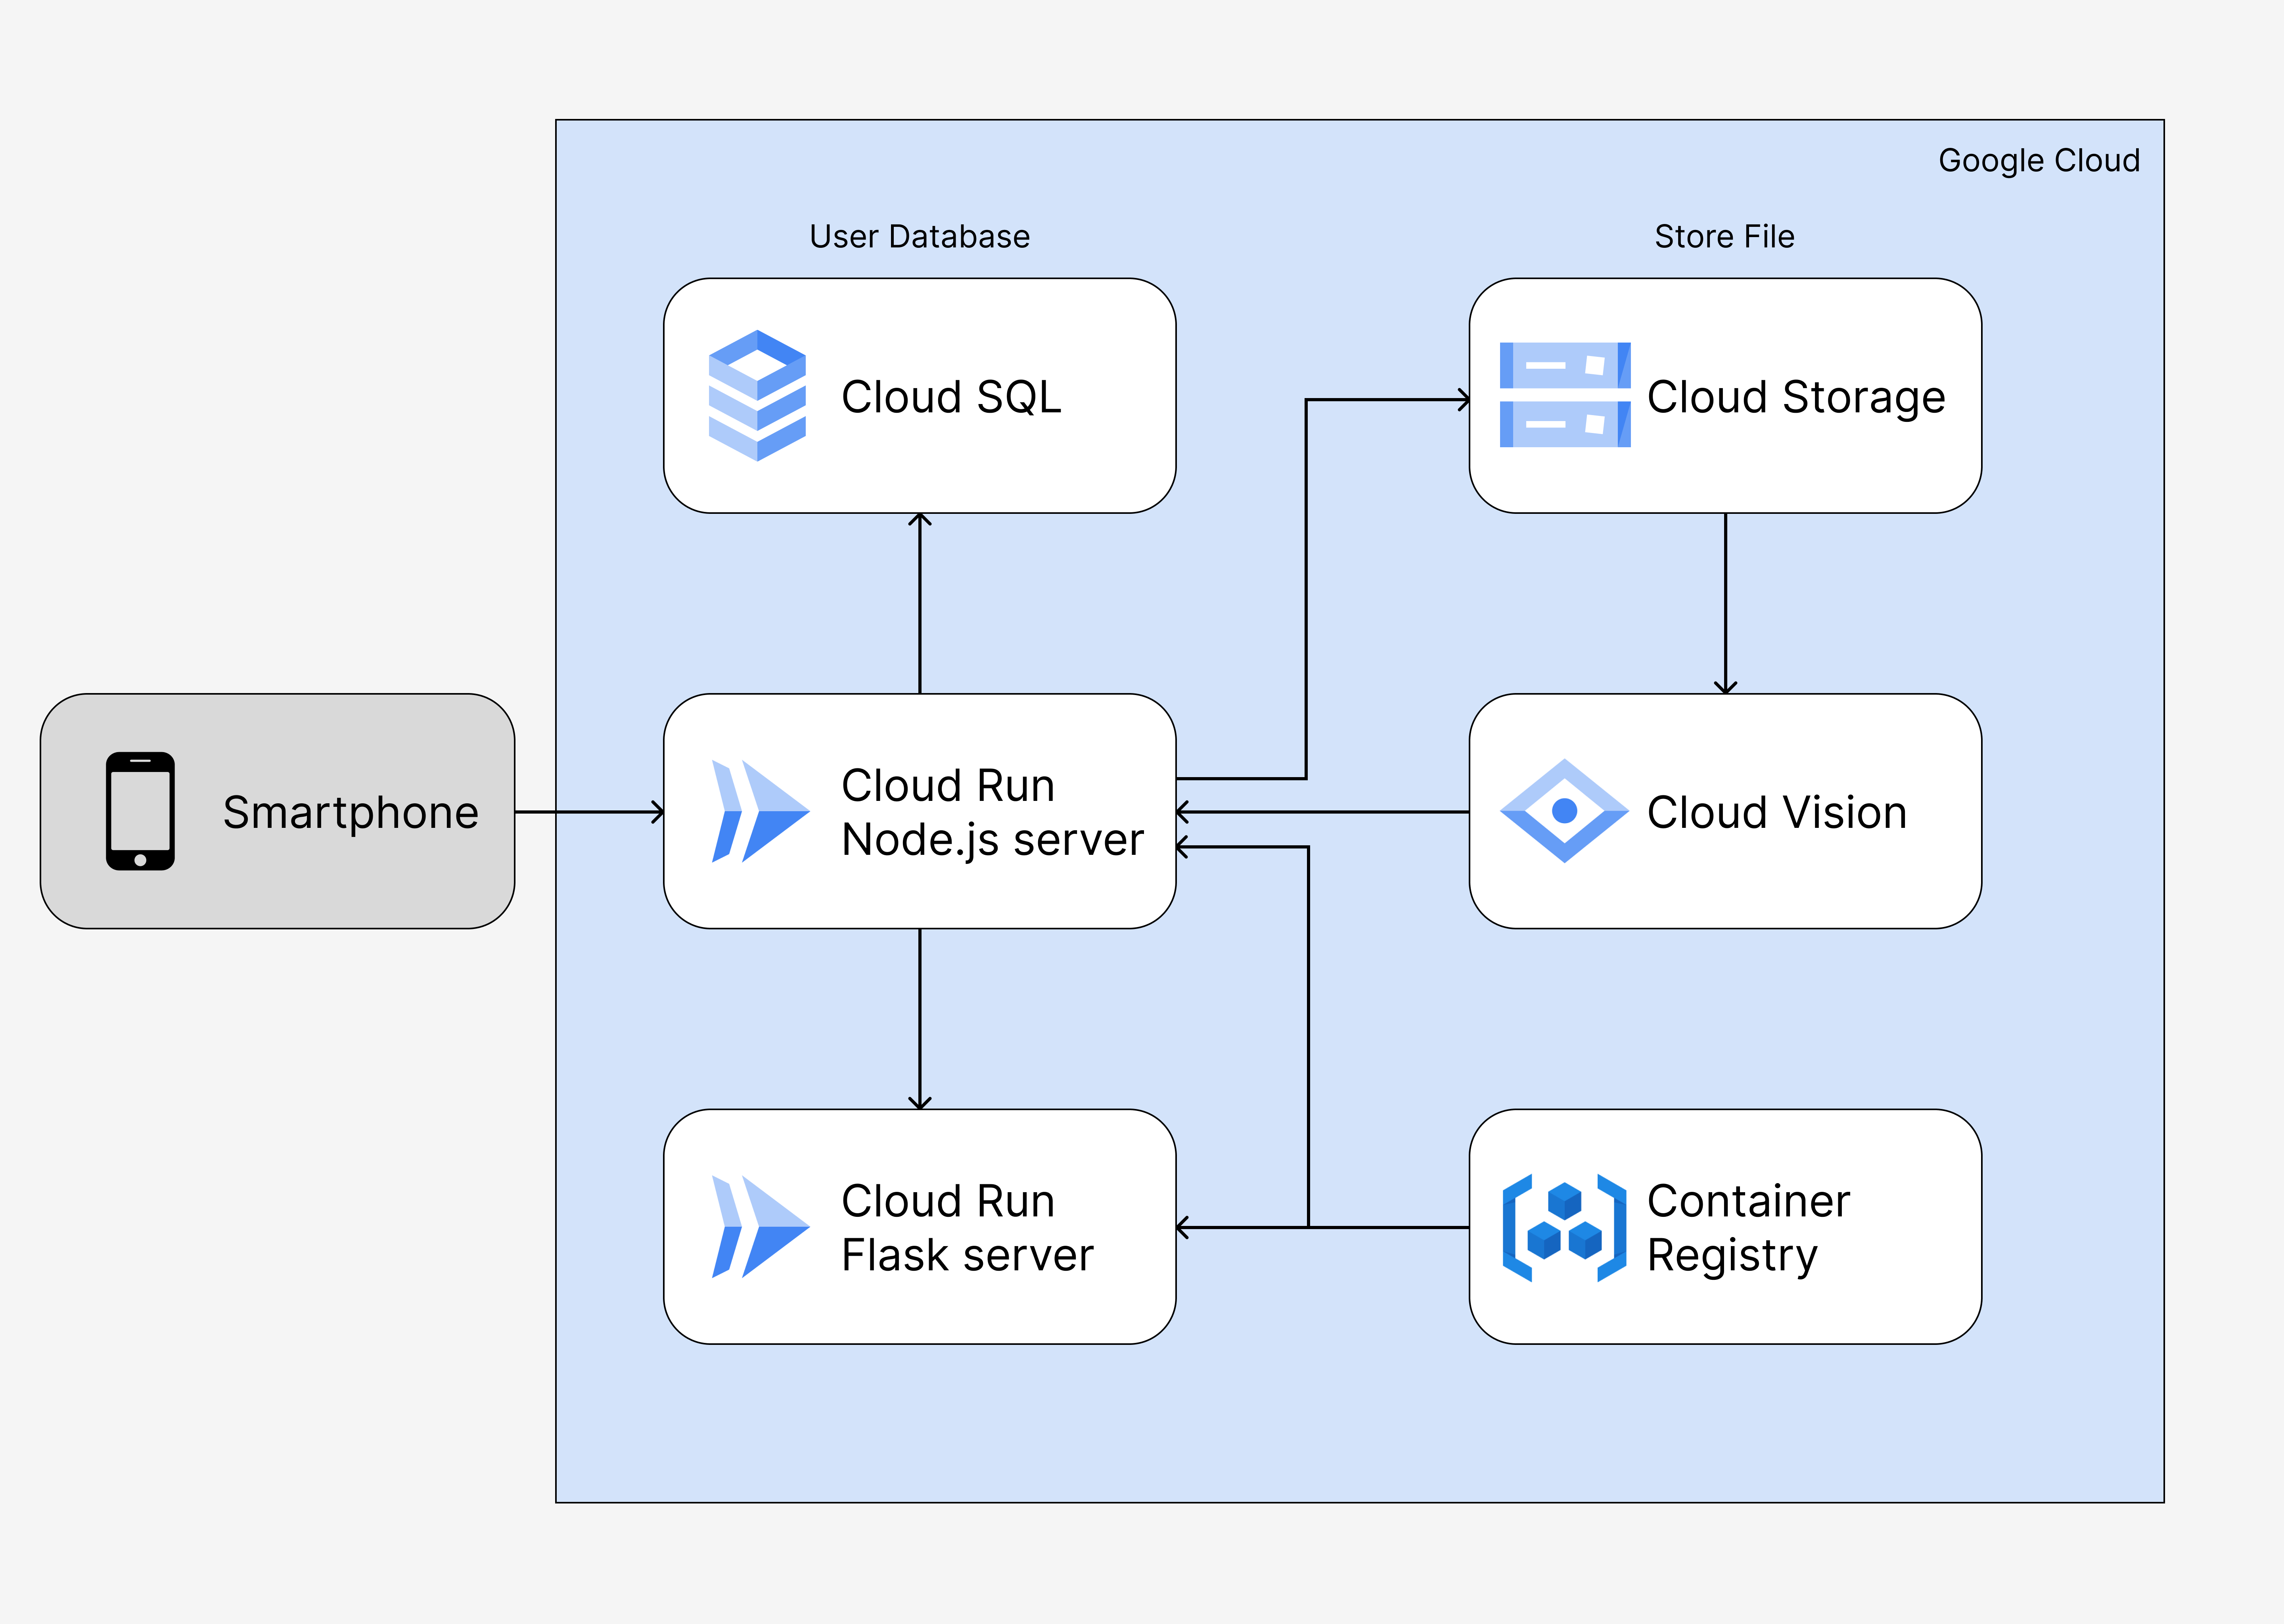 Google Cloud
User Database
Store File
Cloud SQL
Cloud Storage
Smartphone
Cloud Run
Node.js server
Cloud Vision
Cloud Run
Flask server
Container
Registry